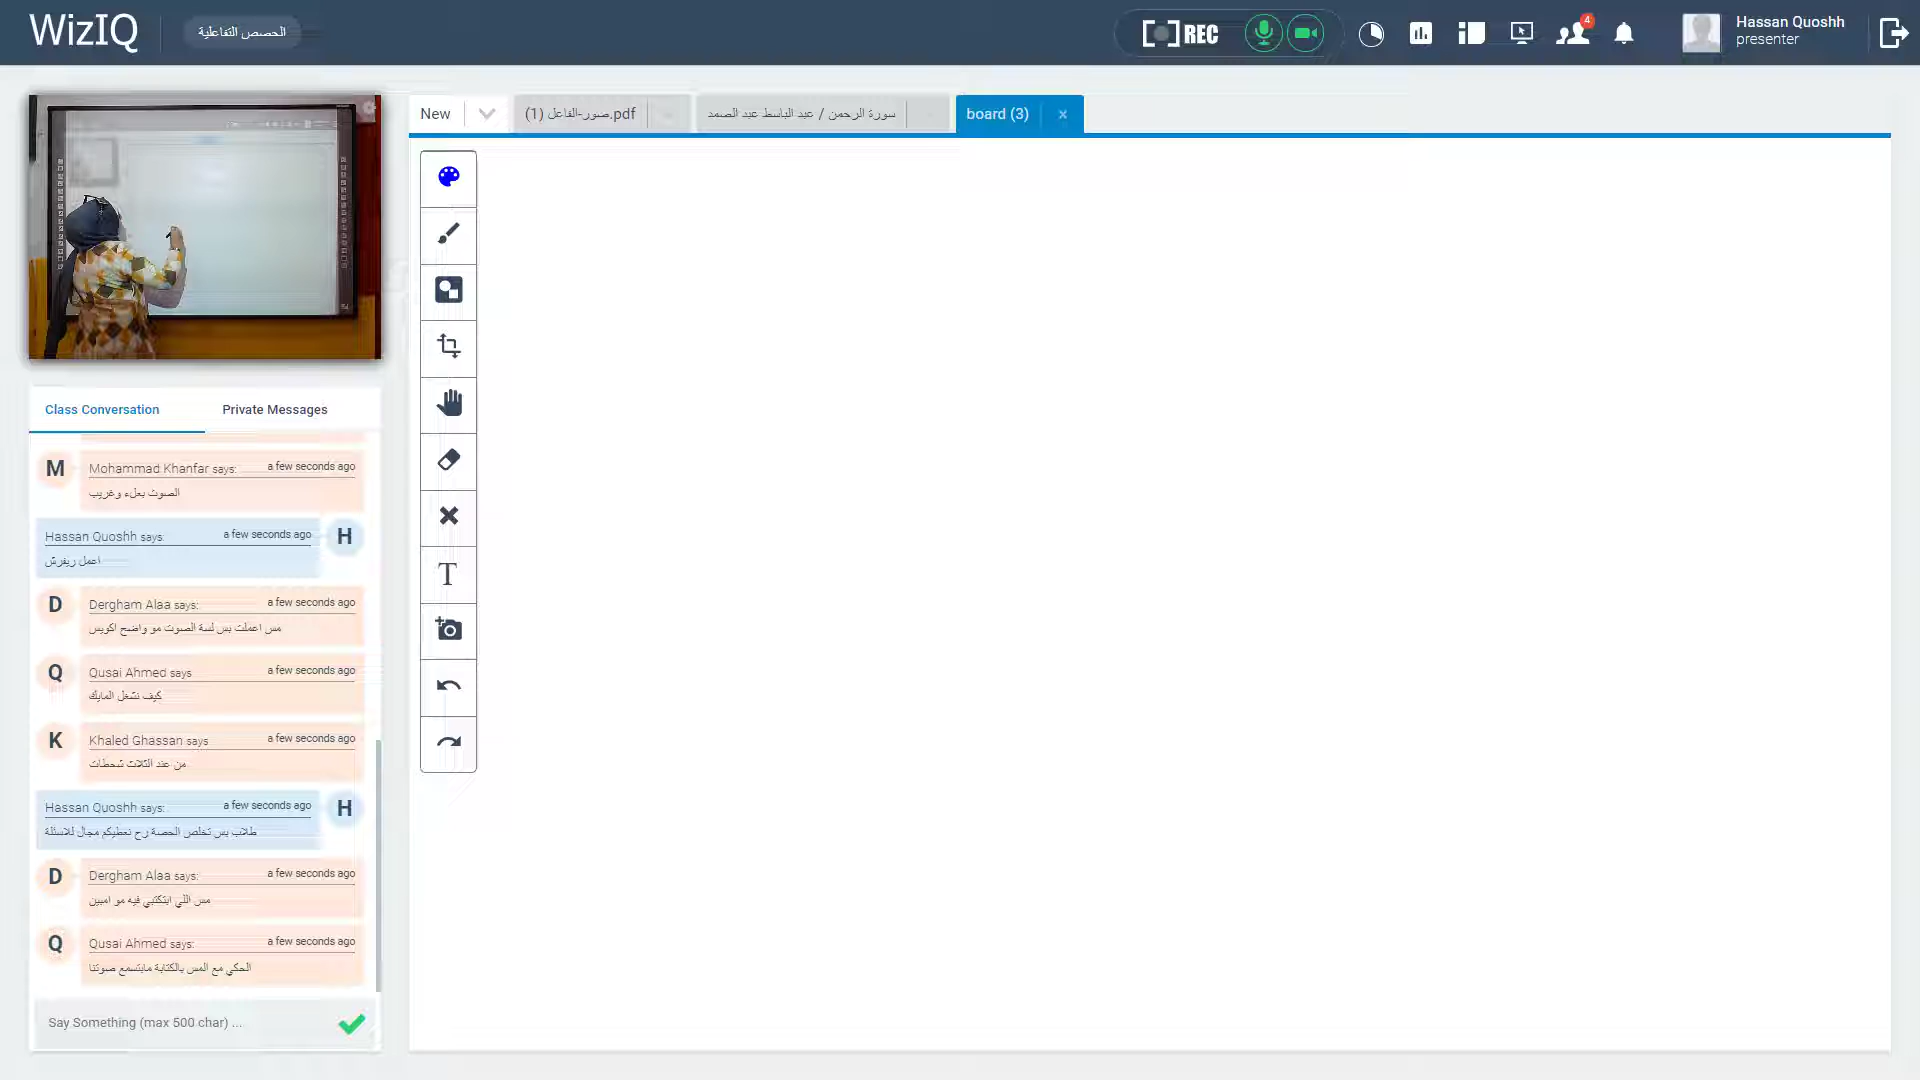 WizIQ
الحصص التفاعلية
REC
4
Hassan Quoshh
presenter
New
صور-الفاعل.pdf (1)
سورة الرحمن / عبد الباسط عبد الصمد
board (3)
x
Class Conversation
Private Messages
M
Mohammad Khanfar says:
a few seconds ago
الصوت بعلء وغريب
Hassan Quoshh says:
a few seconds ago
H
اعمل ريفرش
D
Dergham Alaa says:
a few seconds ago
مس اعملت بس لسة الصوت مو واضح اكويس
Q
Qusai Ahmed says
a few seconds ago
كيف نشغل المايك
K
Khaled Ghassan says
a few seconds ago
من عند الثلاث شحطات
Hassan Quoshh says:
a few seconds ago
H
طلاب بس تخلص الحصة رح نعطيكم مجال للاسئلة
D
Dergham Alaa says:
a few seconds ago
مس اللي ابتكتبي فيه مو امبين
Q
Qusai Ahmed says:
a few seconds ago
الحكي مع المس بالكتابة مابتسمع صوتنا
Say Something (max 500 char) ...
T